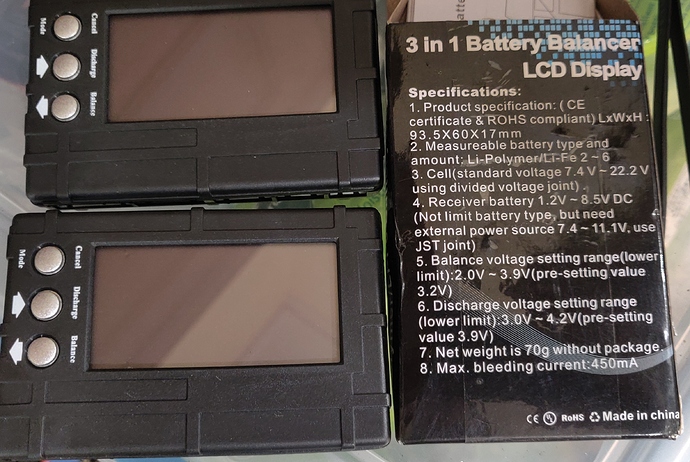 Cancel
Mode
Discharge
Balance
Cancel
Mode
Discharge
Balance
3 in 1 Battery Balancer
LCD Display
Specifications:
1. Product specification: ( CE
certificate & ROHS compliant) LxWxH :
93.5X60X17mm
2. Measureable battery type and
amount: Li-Polymer/Li-Fe 2 ~ 6
3. Cell(standard voltage 7.4 V ~ 22.2 V
using divided voltage joint) .
4. Receiver battery 1.2V ~ 8.5V DC
(Not limit battery type, but need
external power source 7.4 ~ 11.1V, use
JST joint)
5. Balance voltage setting range(lower
limit):2.0V ~ 3.9V(pre-setting value
3.2V)
6. Discharge voltage setting range
(lower limit):3.0V ~ 4.2V(pre-setting
value 3.9V)
7. Net weight is 70g without package.
8. Max. bleeding current:450mA
CE UL RoHS Made in china